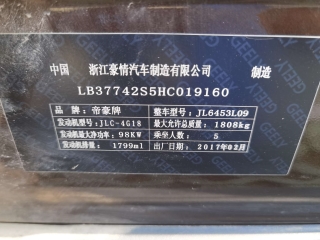 中国 浙江豪情汽车制造有限公司 制造
LB37742S5HC019160
品牌：帝豪牌 整车型号：JL6453L09
发动机型号：JLC-4G18 最大允许总质量：1808kg
发动机最大净功率：98KW 乘坐人数：5
发动机排量：1799ml 出厂日期：2017年02月